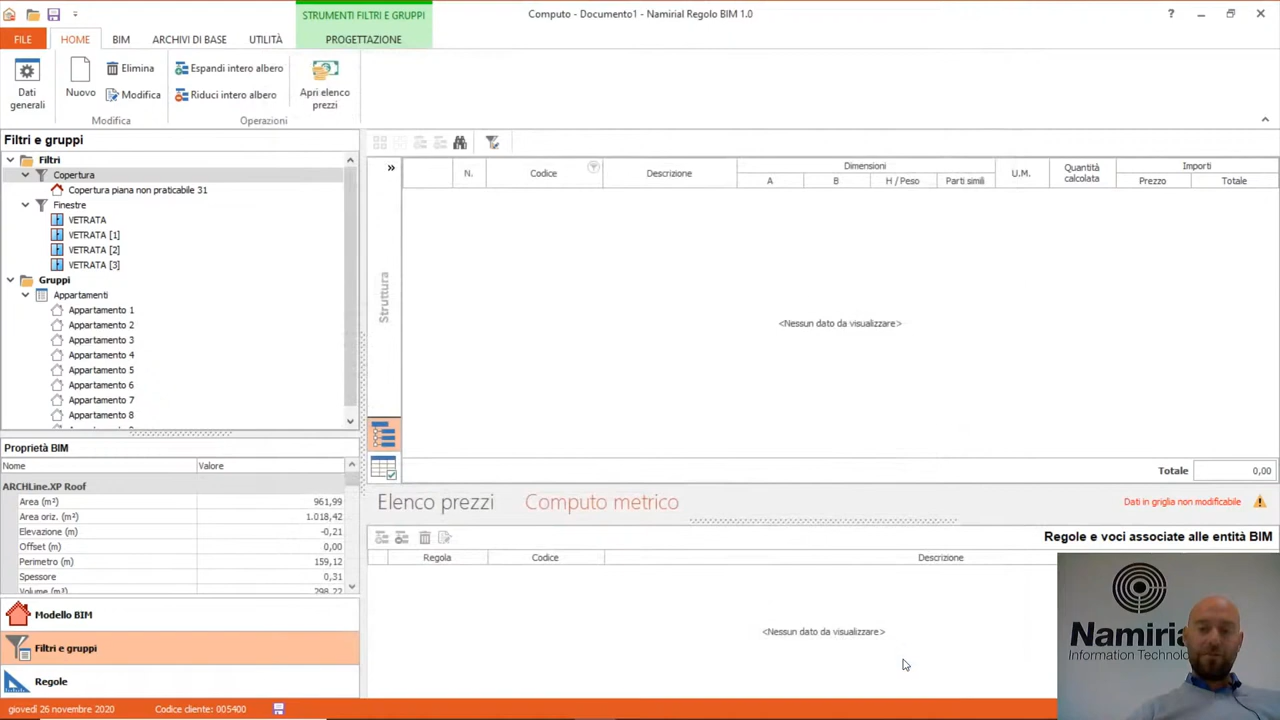 STRUMENTI FILTRI E GRUPPI
Computo - Documento1 - Namirial Regolo BIM 1.0
FILE
HOME
BIM
ARCHIVI DI BASE
UTILITÀ
PROGETTAZIONE
Dati generali
Nuovo
Elimina
Modifica
Modifica
Espandi intero albero
Riduci intero albero
Operazioni
Apri elenco prezzi
Filtri e gruppi
Filtri
Copertura
Copertura piana non praticabile 31
Finestre
VETRATA
VETRATA [1]
VETRATA [2]
VETRATA [3]
Gruppi
Appartamenti
Appartamento 1
Appartamento 2
Appartamento 3
Appartamento 4
Appartamento 5
Appartamento 6
Appartamento 7
Appartamento 8
Proprietà BIM
Nome Valore
ARCHLine.XP Roof
Area (m²) 961,99
Area oriz. (m²) 1.018,42
Elevazione (m) -0,21
Offset (m) 0,00
Perimetro (m) 159,12
Spessore 0,31
Volume (m³) 298,22
Modello BIM
Filtri e gruppi
Regole
Struttura
N. Codice Descrizione Dimensioni A B H / Peso Parti simili U.M. Quantità calcolata Importi Prezzo Totale
<Nessun dato da visualizzare>
Totale 0,00
Elenco prezzi Computo metrico
Dati in griglia non modificabile
Regole e voci associate alle entità BIM
Regola Codice Descrizione
<Nessun dato da visualizzare>
Namiria
Information Technolo
giovedì 26 novembre 2020 Codice cliente: 005400